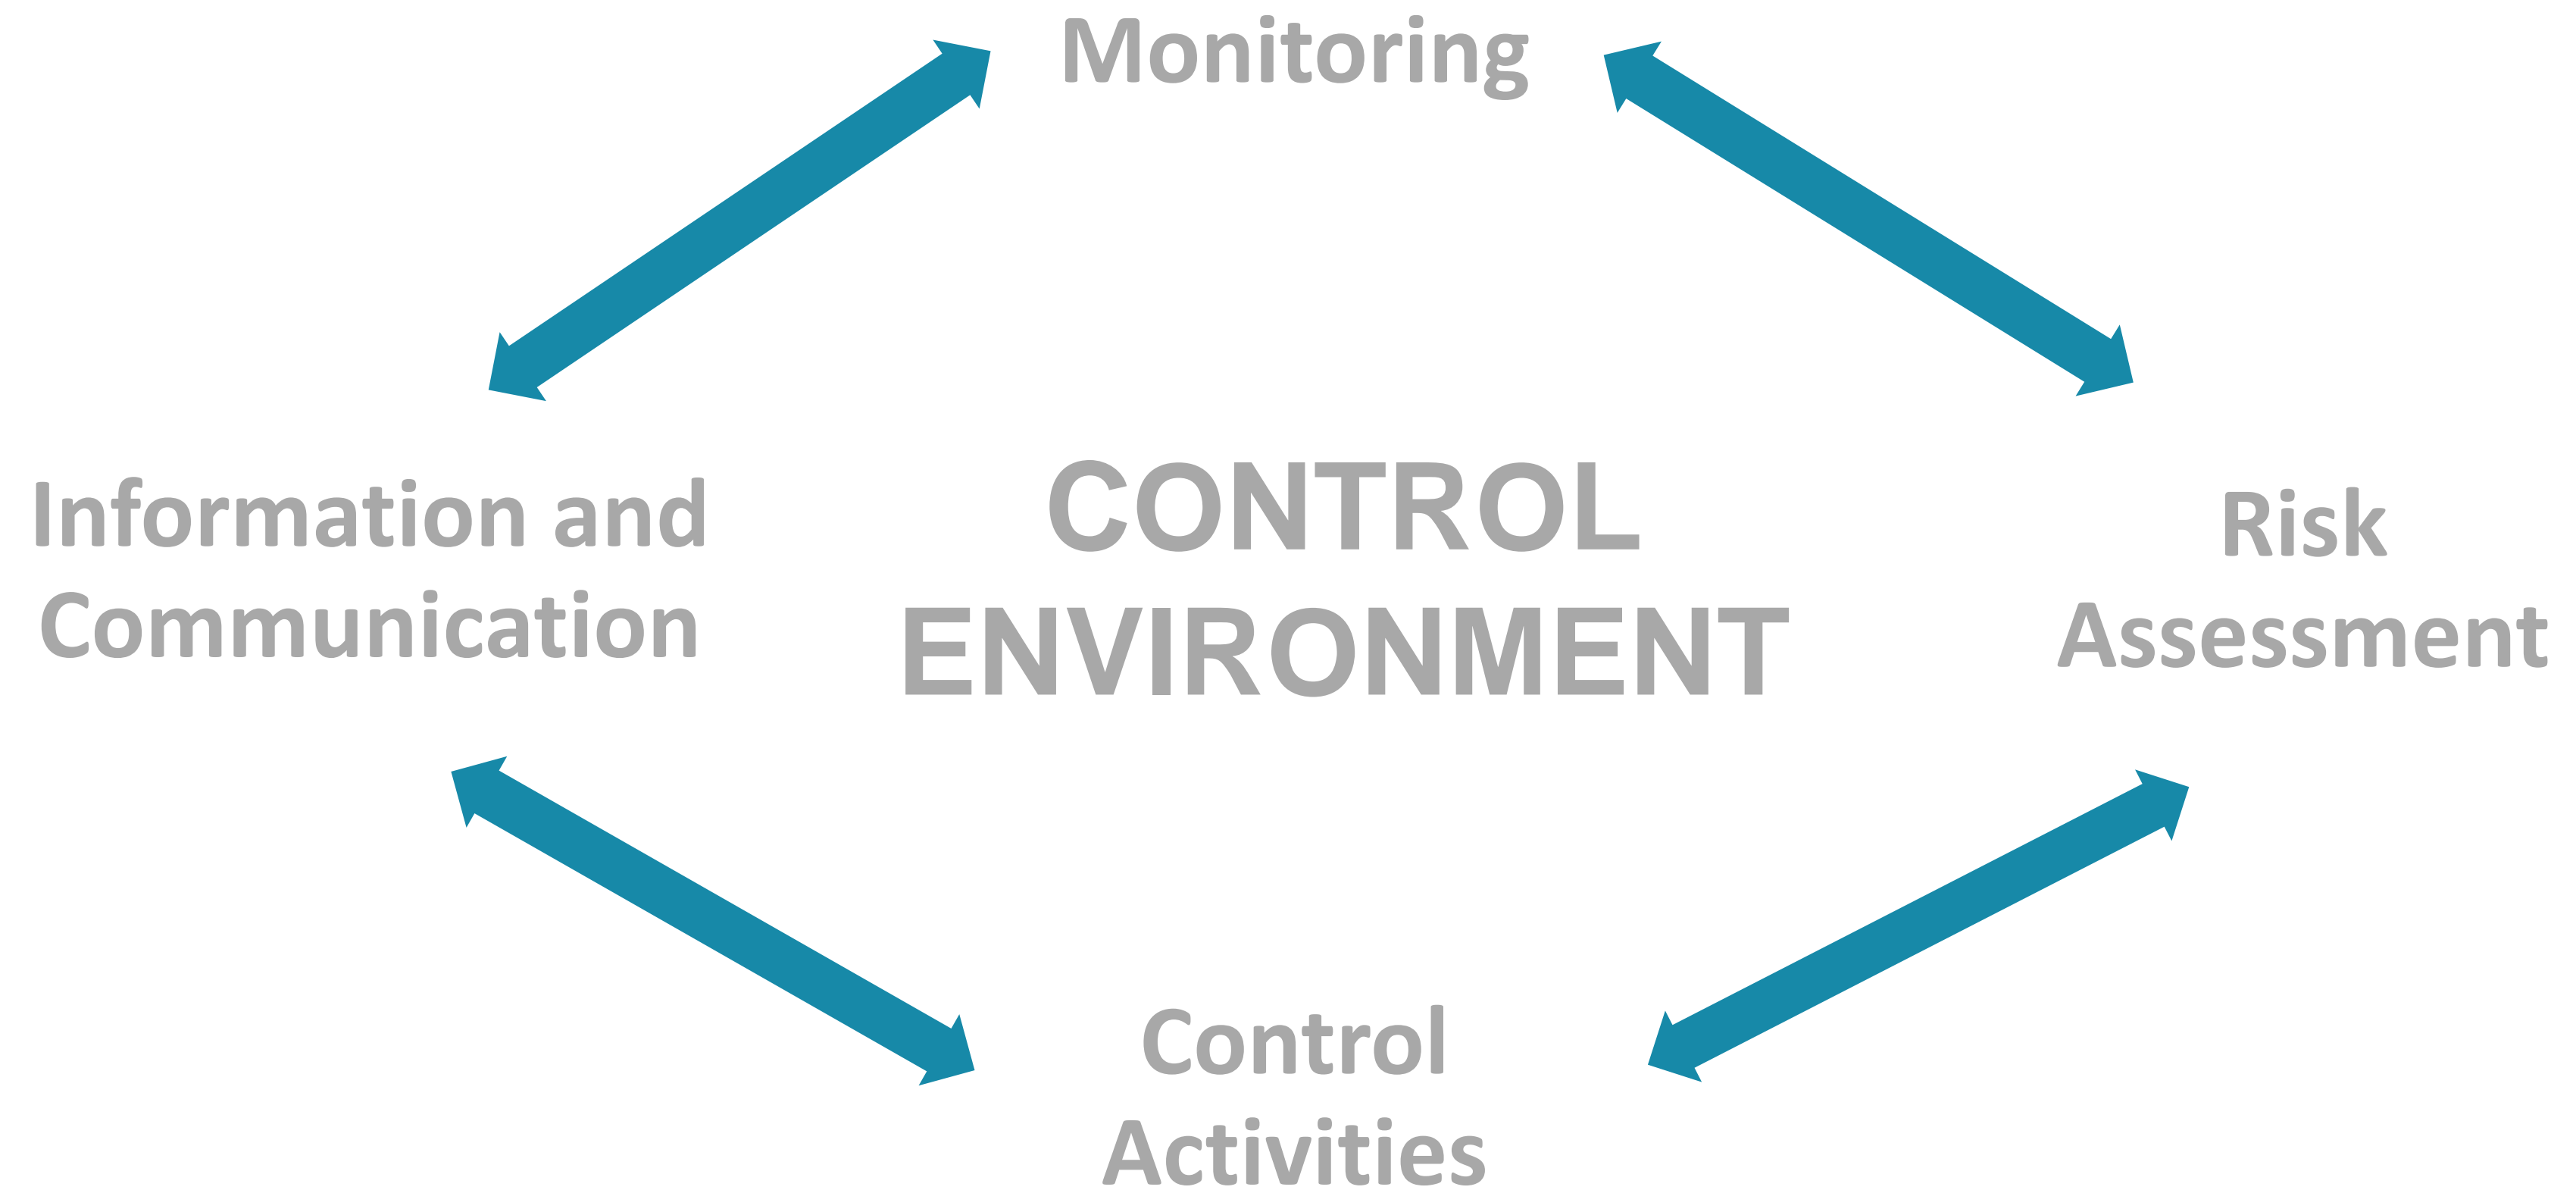 Monitoring
Information and
Communication
CONTROL
ENVIRONMENT
Risk
Assessment
Control
Activities